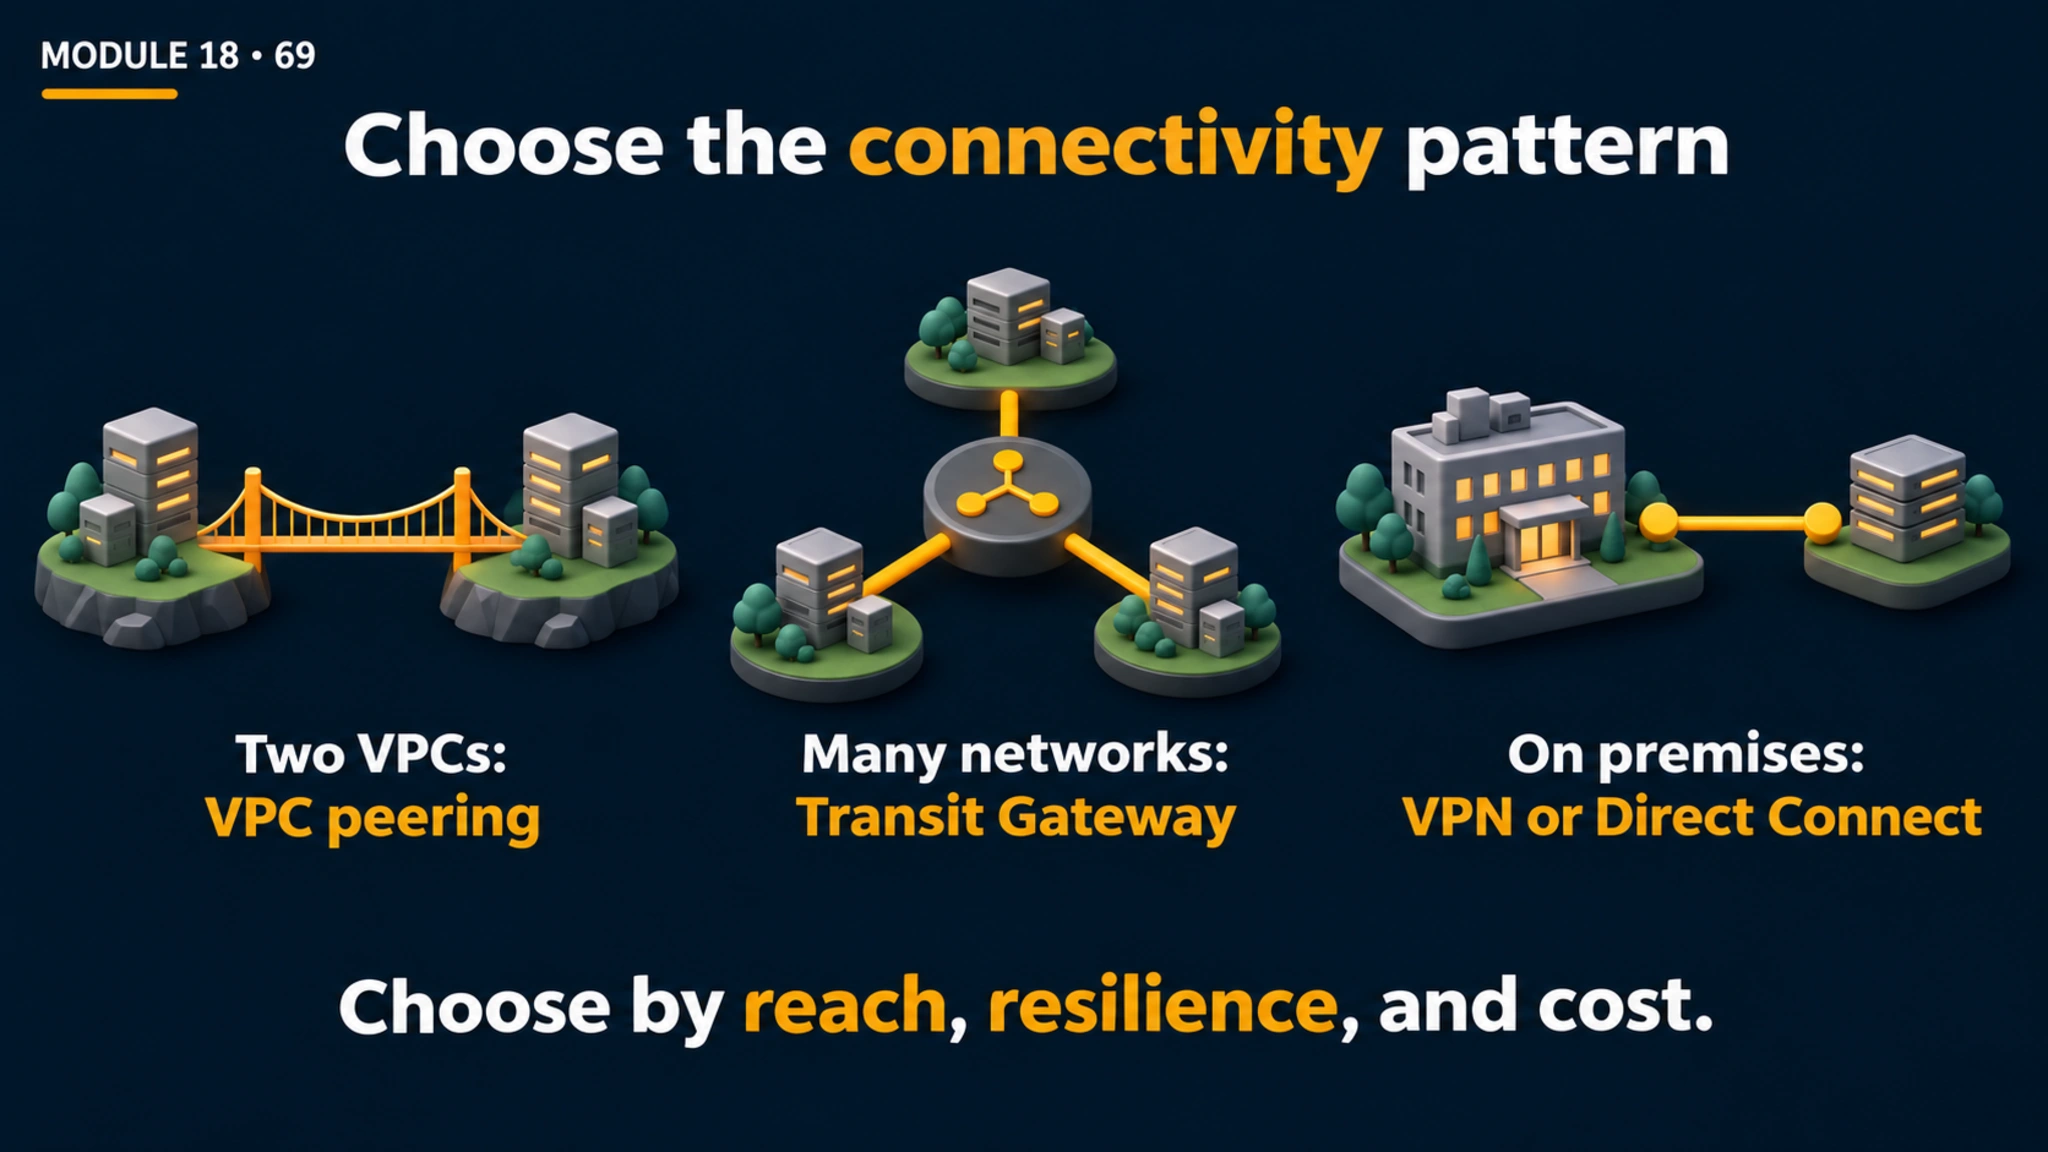 MODULE 18 • 69
Choose the connectivity pattern
Two VPCs:
VPC peering
Many networks:
Transit Gateway
On premises:
VPN or Direct Connect
Choose by reach, resilience, and cost.